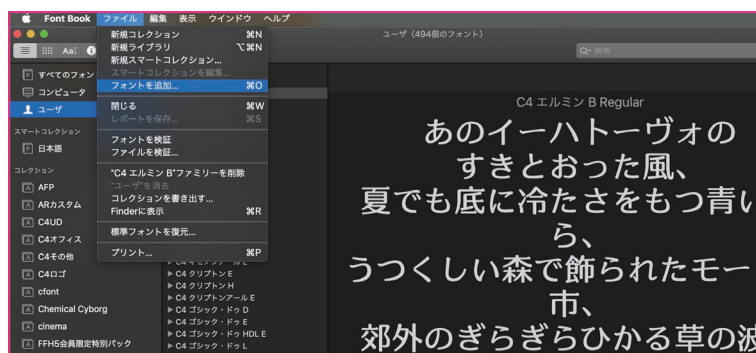 Font Book ファイル 編集 表示 ウインドウ ヘルプ
ユーザ（494個のフォント）
検索
新規コレクション ⌘N
新規ライブラリ ⌥⌘N
新規スマートコレクション...
スマートコレクションを編集...
フォントを追加... ⌘O
閉じる ⌘W
レポートを保存... ⌘S
フォントを検証
ファイルを検証...
"C4 エルミン B"ファミリーを削除
"ユーザ"を消去
コレクションを書き出す...
Finderに表示 ⌘R
標準フォントを復元...
プリント... ⌘P
すべてのフォン
コンピュータ
ユーザ
スマートコレクション
日本語
コレクション
AFP
ARカスタム
C4UD
C4オフィス
C4その他
C4ロゴ
cfont
Chemical Cyborg
cinema
FFH5会員限定特別パック
C4 クリプトン E
C4 クリプトン H
C4 クリプトンアール E
C4 ゴシック・ドゥ D
C4 ゴシック・ドゥ E
C4 ゴシック・ドゥ HDL E
C4 ゴシック・ドゥ L
C4 エルミン B Regular
あのイーハトーヴォの
すきとおった風、
夏でも底に冷たさをもつ青い
ら、
うつくしい森で飾られたモー
市、
郊外のぎらぎらひかる草の波